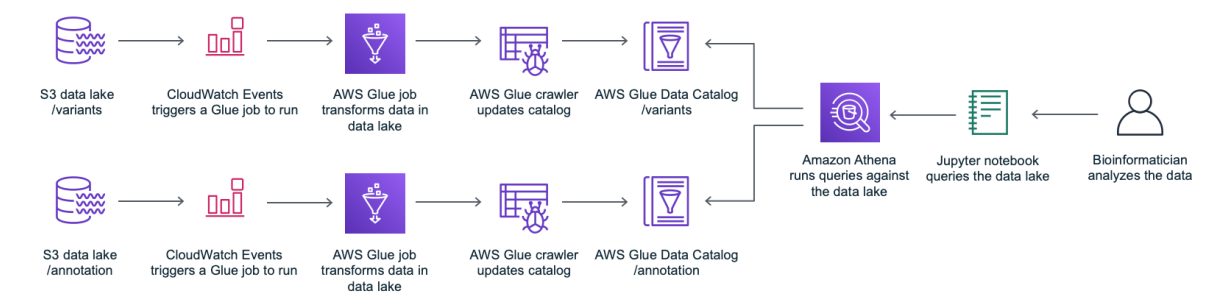 S3 data lake
/variants
CloudWatch Events
triggers a Glue job to run
AWS Glue job
transforms data in
data lake
AWS Glue crawler
updates catalog
AWS Glue Data Catalog
/variants
Amazon Athena
runs queries against
the data lake
Jupyter notebook
queries the data lake
Bioinformatician
analyzes the data
S3 data lake
/annotation
CloudWatch Events
triggers a Glue job to run
AWS Glue job
transforms data in
data lake
AWS Glue crawler
updates catalog
AWS Glue Data Catalog
/annotation